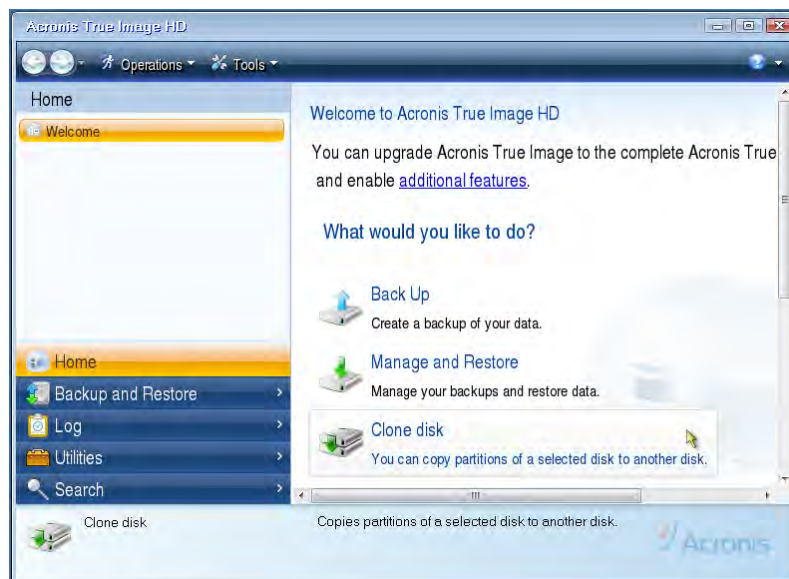 Acronis True Image HD
Operations
Tools
Home
Welcome
Home
Backup and Restore
Log
Utilities
Search
Welcome to Acronis True Image HD
You can upgrade Acronis True Image to the complete Acronis True
and enable additional features.
What would you like to do?
Back Up
Create a backup of your data.
Manage and Restore
Manage your backups and restore data.
Clone disk
You can copy partitions of a selected disk to another disk.
Clone disk
Copies partitions of a selected disk to another disk.
Acronis